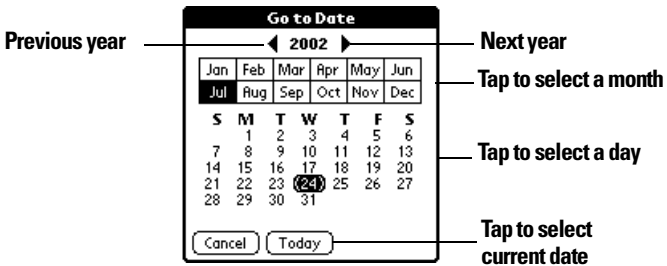 Go to Date
Previous year
2002
Next year
Jan Feb Mar Apr May Jun
Jul Aug Sep Oct Nov Dec
Tap to select a month
S M T W T F S
1 2 3 4 5 6
7 8 9 10 11 12 13
14 15 16 17 18 19 20
21 22 23 24 25 26 27
28 29 30 31
Tap to select a day
Cancel Today
Tap to select
current date